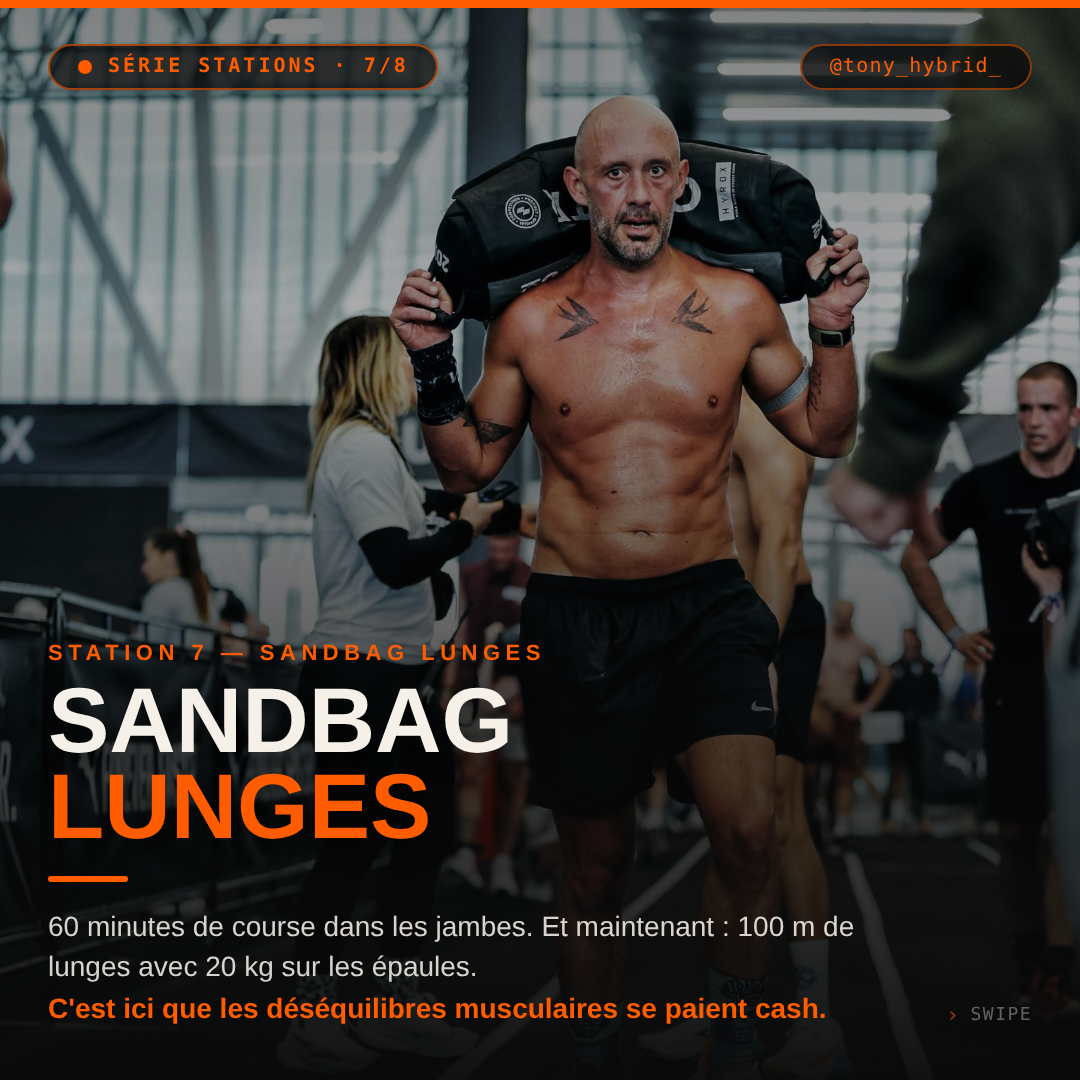 SÉRIE STATIONS · 7/8
@tony_hybrid_
HYROX
X
STATION 7 — SANDBAG LUNGES
SANDBAG
LUNGES
60 minutes de course dans les jambes. Et maintenant : 100 m de
lunges avec 20 kg sur les épaules.
C'est ici que les déséquilibres musculaires se paient cash.
› SWIPE